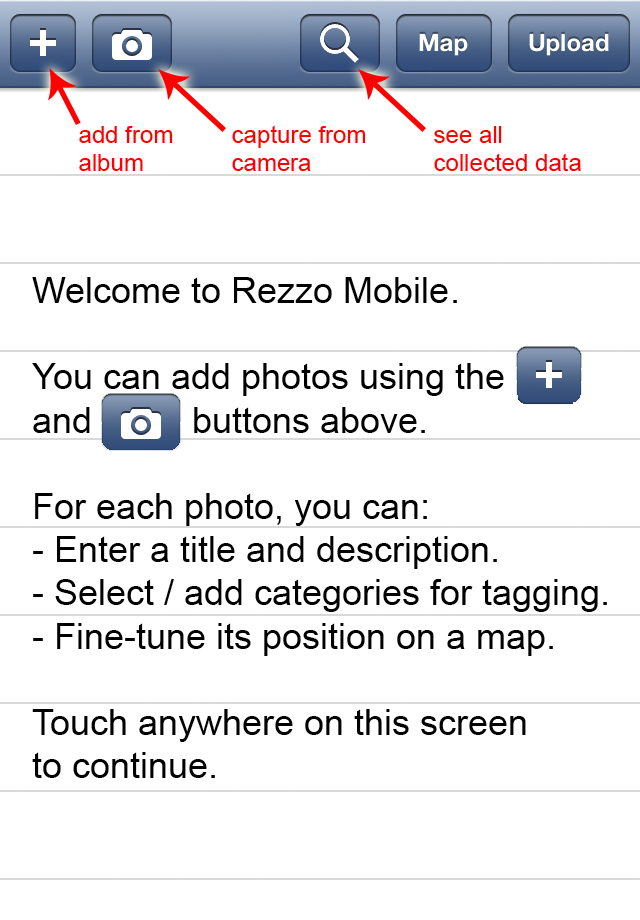 Map Upload
add from
album
capture from
camera
see all
collected data
Welcome to Rezzo Mobile.
You can add photos using the
and buttons above.
For each photo, you can:
- Enter a title and description.
- Select / add categories for tagging.
- Fine-tune its position on a map.
Touch anywhere on this screen
to continue.